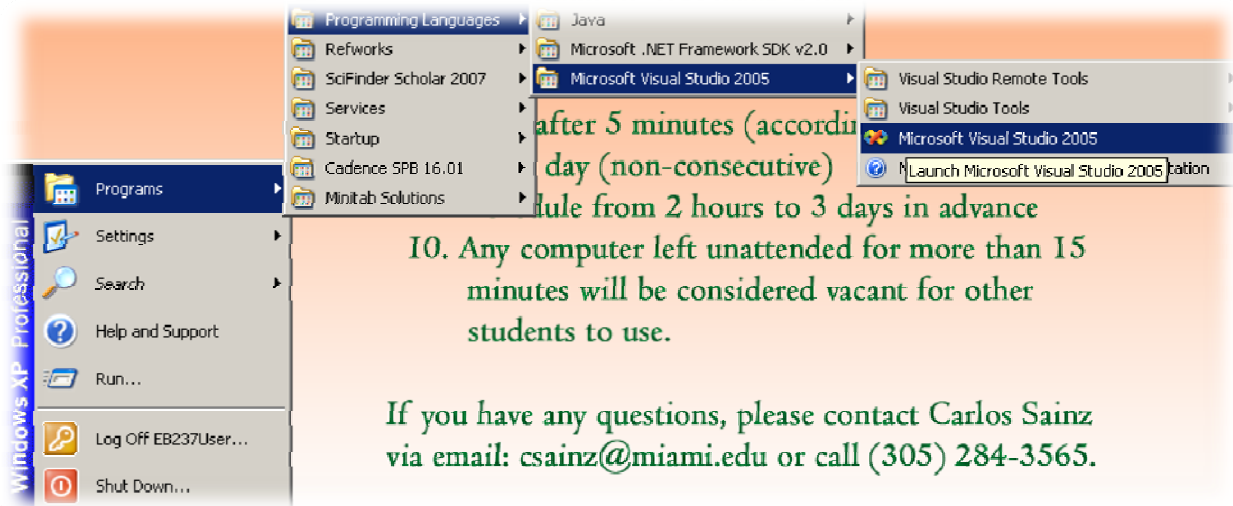 Programming Languages
Refworks
SciFinder Scholar 2007
Services
Startup
Cadence SPB 16.01
Minitab Solutions
Java
Microsoft .NET Framework SDK v2.0
Microsoft Visual Studio 2005
Visual Studio Remote Tools
Visual Studio Tools
Microsoft Visual Studio 2005
Launch Microsoft Visual Studio 2005
Windows XP Professional
Programs
Settings
Search
Help and Support
Run...
Log Off EB237User...
Shut Down...
after 5 minutes
day (non-consecutive)
from 2 hours to 3 days in advance
10. Any computer left unattended for more than 15
minutes will be considered vacant for other
students to use.
If you have any questions, please contact Carlos Sainz
via email: csainz@miami.edu or call (305) 284-3565.